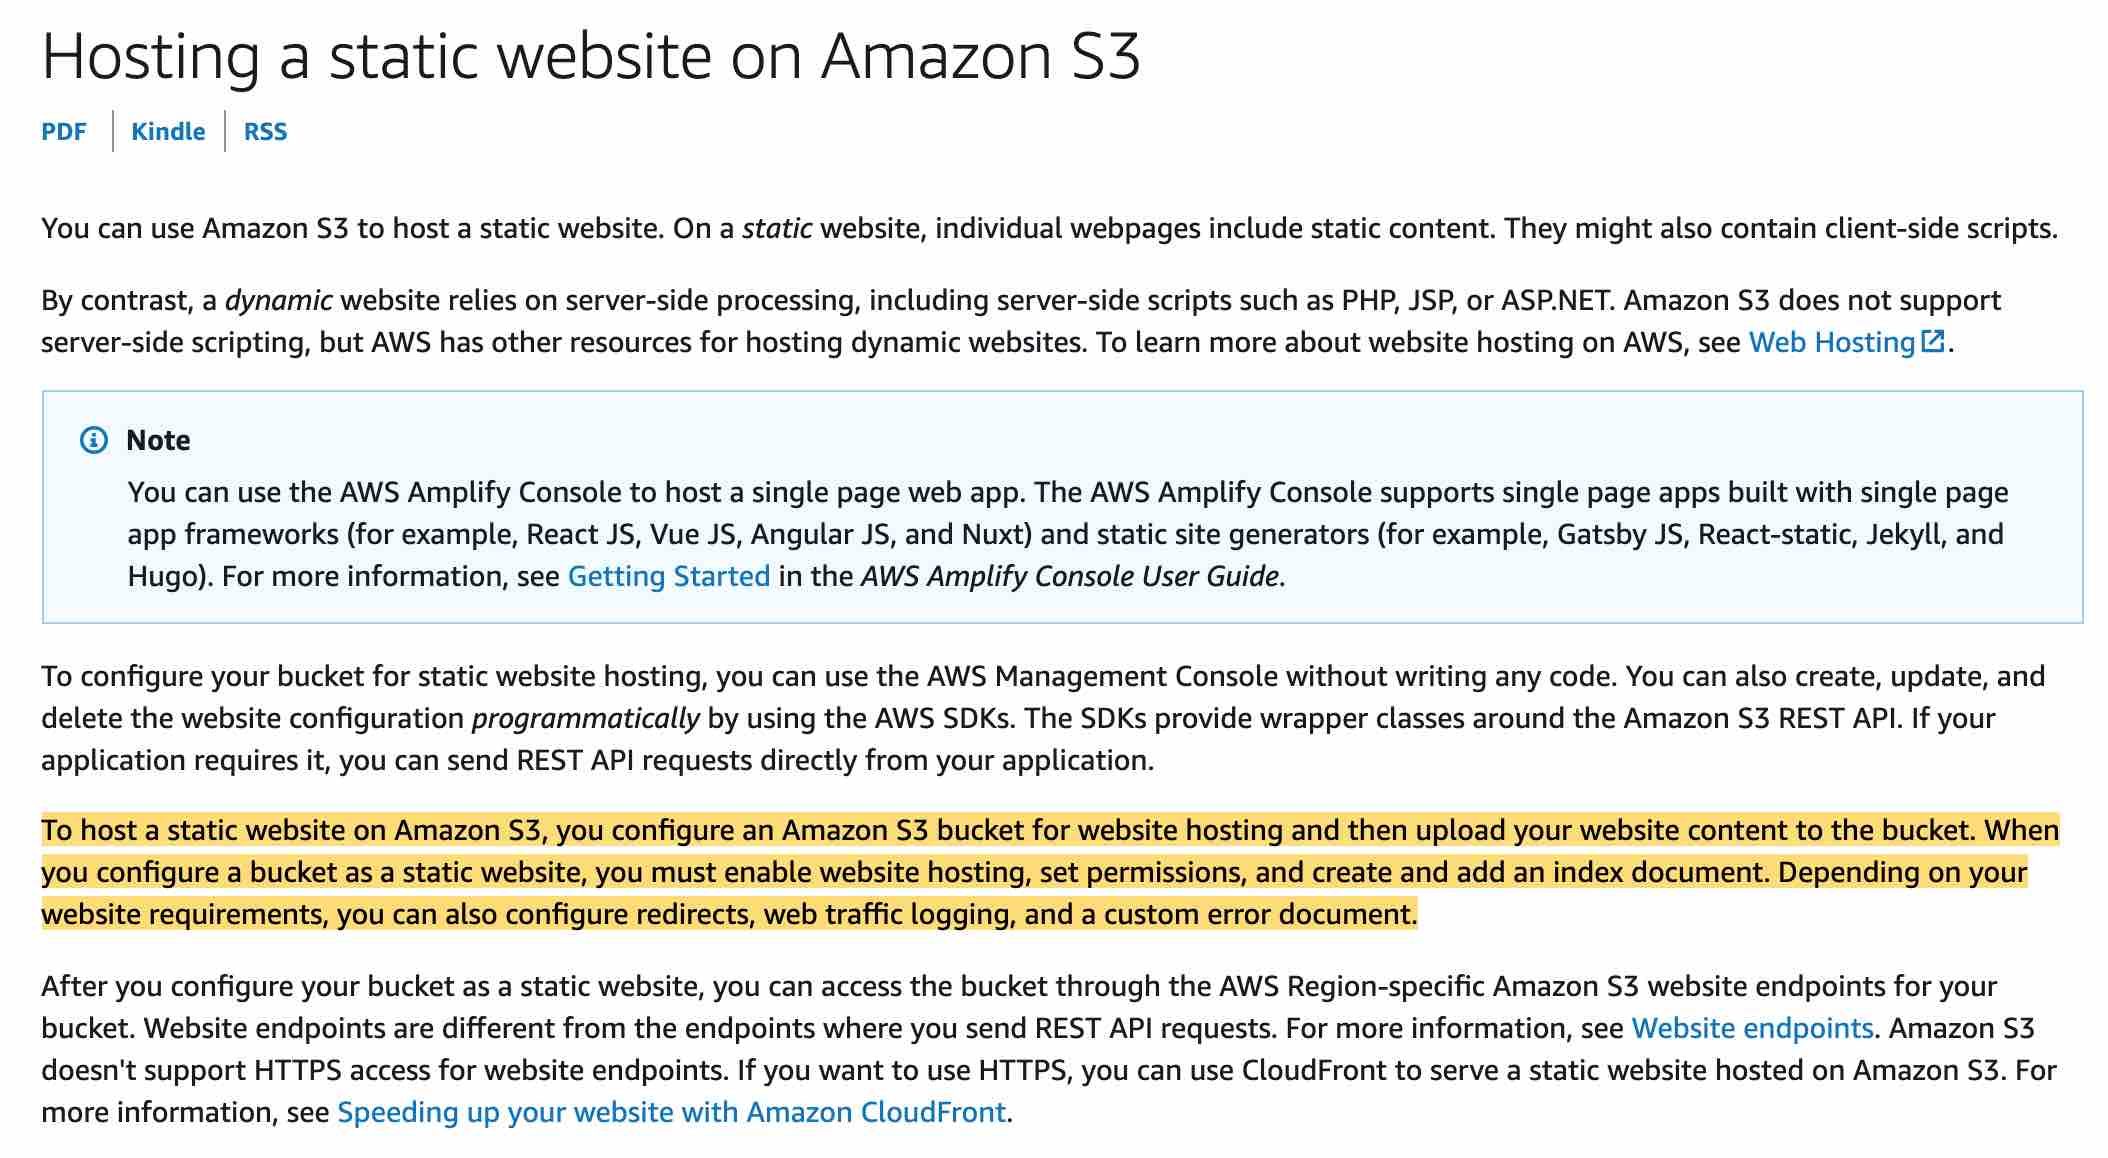 Hosting a static website on Amazon S3
PDF Kindle RSS
You can use Amazon S3 to host a static website. On a static website, individual webpages include static content. They might also contain client-side scripts.
By contrast, a dynamic website relies on server-side processing, including server-side scripts such as PHP, JSP, or ASP.NET. Amazon S3 does not support
server-side scripting, but AWS has other resources for hosting dynamic websites. To learn more about website hosting on AWS, see Web Hosting.
Note
You can use the AWS Amplify Console to host a single page web app. The AWS Amplify Console supports single page apps built with single page
app frameworks (for example, React JS, Vue JS, Angular JS, and Nuxt) and static site generators (for example, Gatsby JS, React-static, Jekyll, and
Hugo). For more information, see Getting Started in the AWS Amplify Console User Guide.
To configure your bucket for static website hosting, you can use the AWS Management Console without writing any code. You can also create, update, and
delete the website configuration programmatically by using the AWS SDKs. The SDKs provide wrapper classes around the Amazon S3 REST API. If your
application requires it, you can send REST API requests directly from your application.
To host a static website on Amazon S3, you configure an Amazon S3 bucket for website hosting and then upload your website content to the bucket. When
you configure a bucket as a static website, you must enable website hosting, set permissions, and create and add an index document. Depending on your
website requirements, you can also configure redirects, web traffic logging, and a custom error document.
After you configure your bucket as a static website, you can access the bucket through the AWS Region-specific Amazon S3 website endpoints for your
bucket. Website endpoints are different from the endpoints where you send REST API requests. For more information, see Website endpoints. Amazon S3
doesn't support HTTPS access for website endpoints. If you want to use HTTPS, you can use CloudFront to serve a static website hosted on Amazon S3. For
more information, see Speeding up your website with Amazon CloudFront.